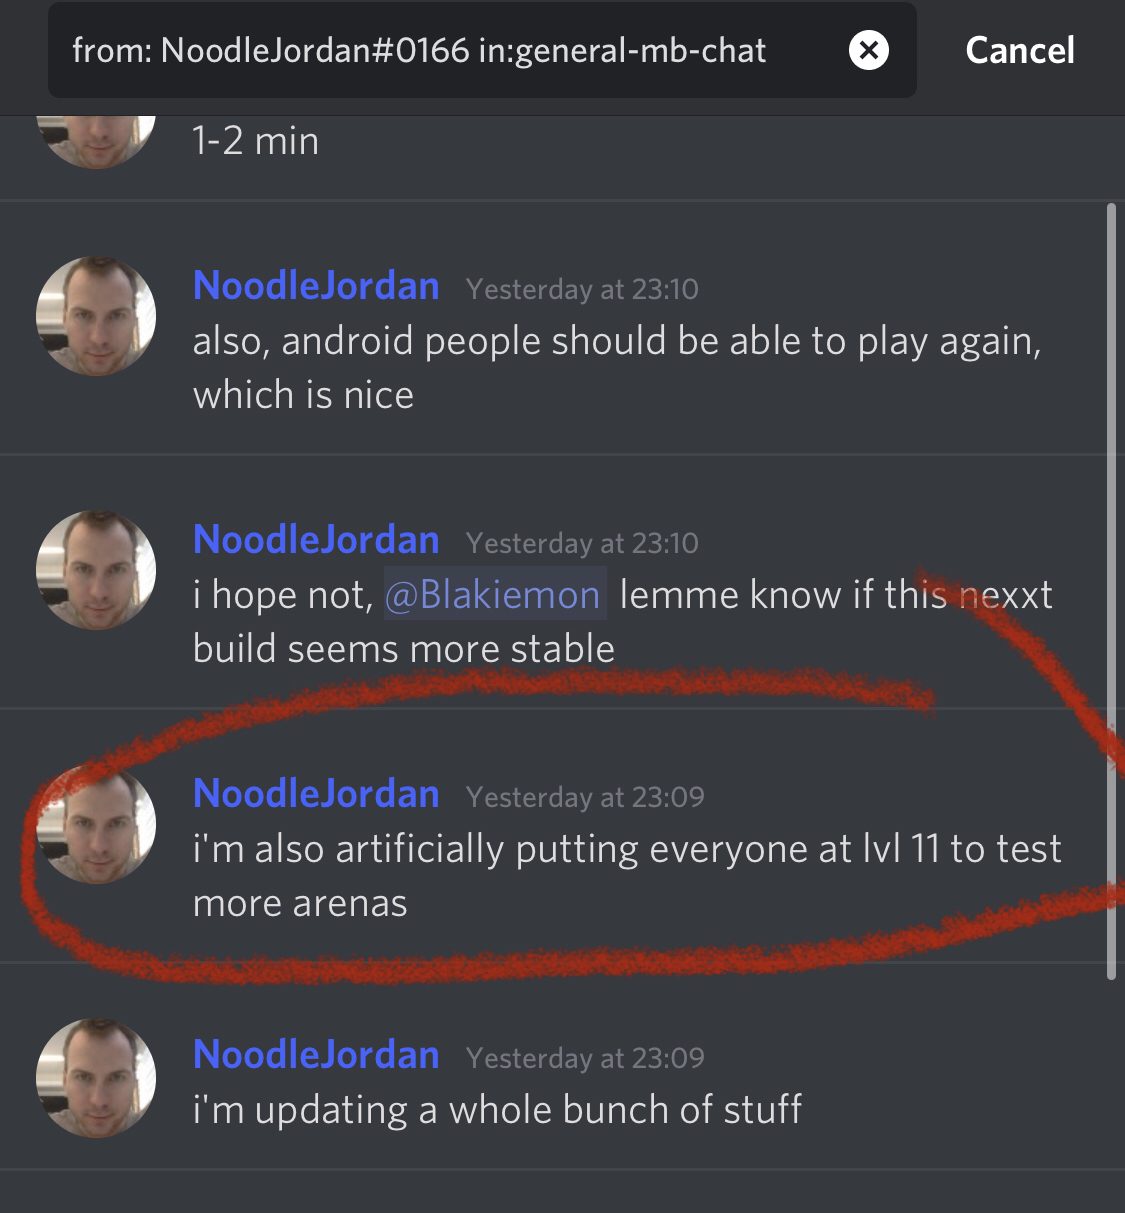 from: NoodleJordan#0166 in:general-mb-chat
Cancel
1-2 min
NoodleJordan Yesterday at 23:10
also, android people should be able to play again,
which is nice
NoodleJordan Yesterday at 23:10
i hope not, @Blakiemon lemme know if this nexxt
build seems more stable
NoodleJordan Yesterday at 23:09
i'm also artificially putting everyone at lvl 11 to test
more arenas
NoodleJordan Yesterday at 23:09
i'm updating a whole bunch of stuff